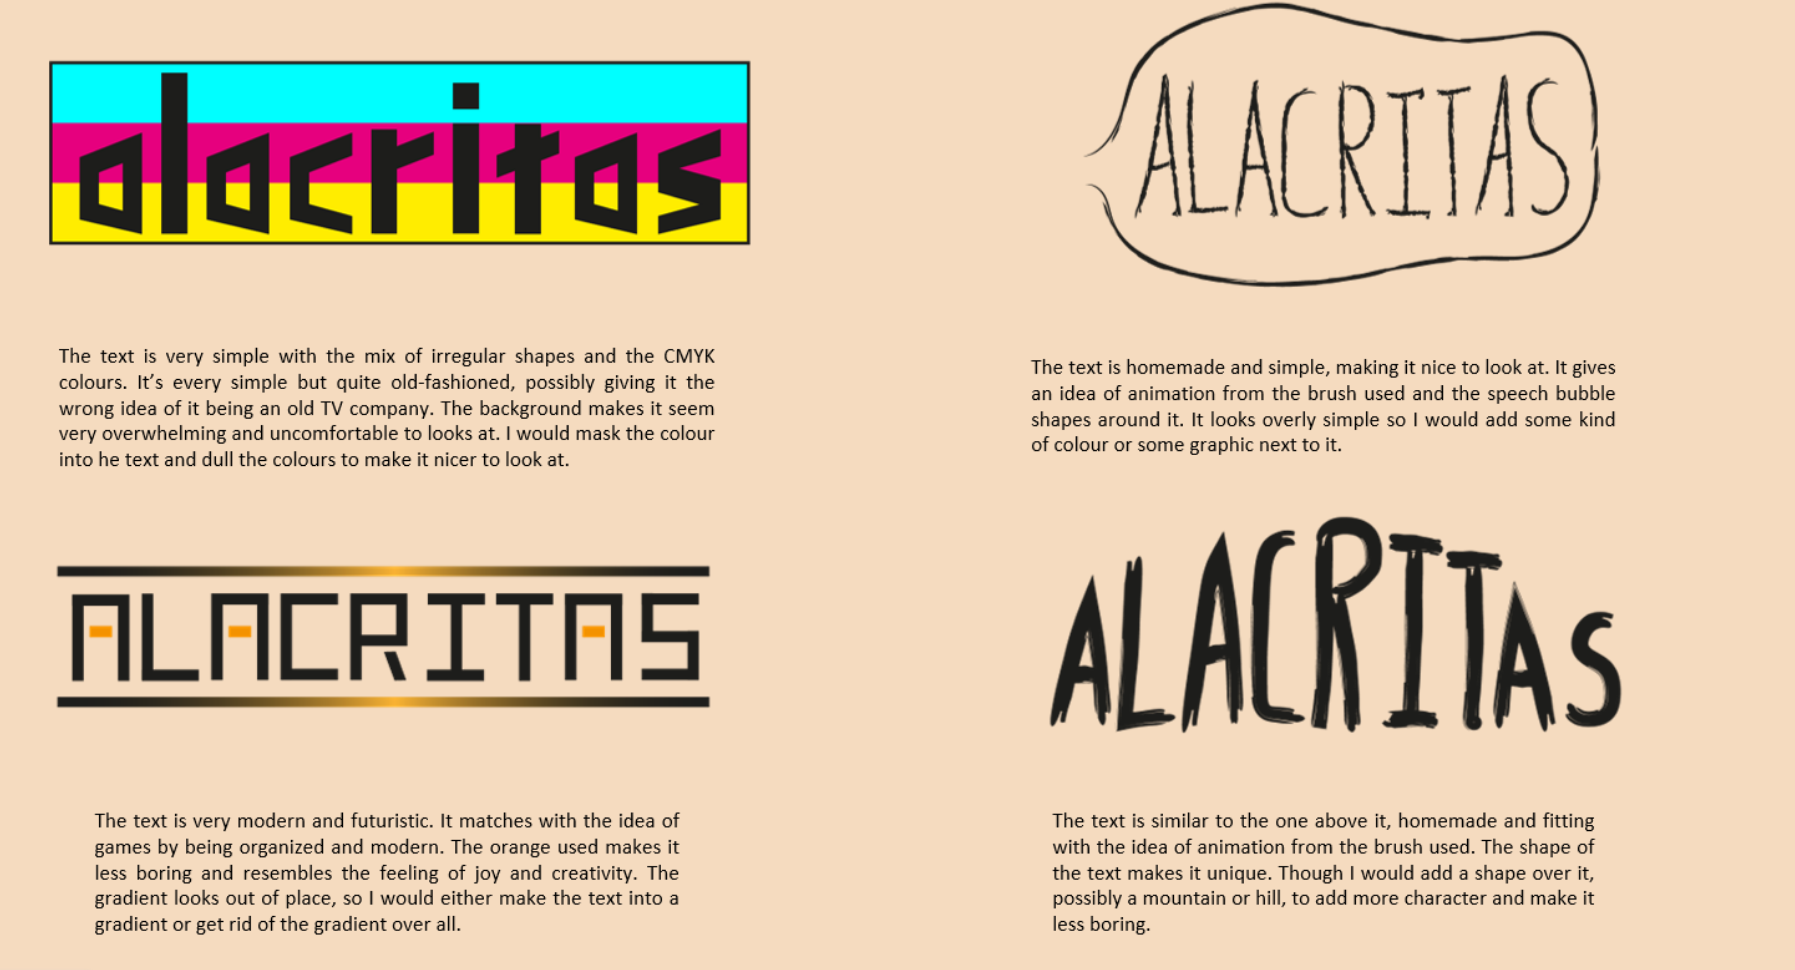 alacritas
The text is very simple with the mix of irregular shapes and the CMYK
colours. It's every simple but quite old-fashioned, possibly giving it the
wrong idea of it being an old TV company. The background makes it seem
very overwhelming and uncomfortable to looks at. I would mask the colour
into he text and dull the colours to make it nicer to look at.
ALACRITAS
The text is homemade and simple, making it nice to look at. It gives
an idea of animation from the brush used and the speech bubble
shapes around it. It looks overly simple so I would add some kind
of colour or some graphic next to it.
ALACRITAS
The text is very modern and futuristic. It matches with the idea of
games by being organized and modern. The orange used makes it
less boring and resembles the feeling of joy and creativity. The
gradient looks out of place, so I would either make the text into a
gradient or get rid of the gradient over all.
ALACRITAS
The text is similar to the one above it, homemade and fitting
with the idea of animation from the brush used. The shape of
the text makes it unique. Though I would add a shape over it,
possibly a mountain or hill, to add more character and make it
less boring.